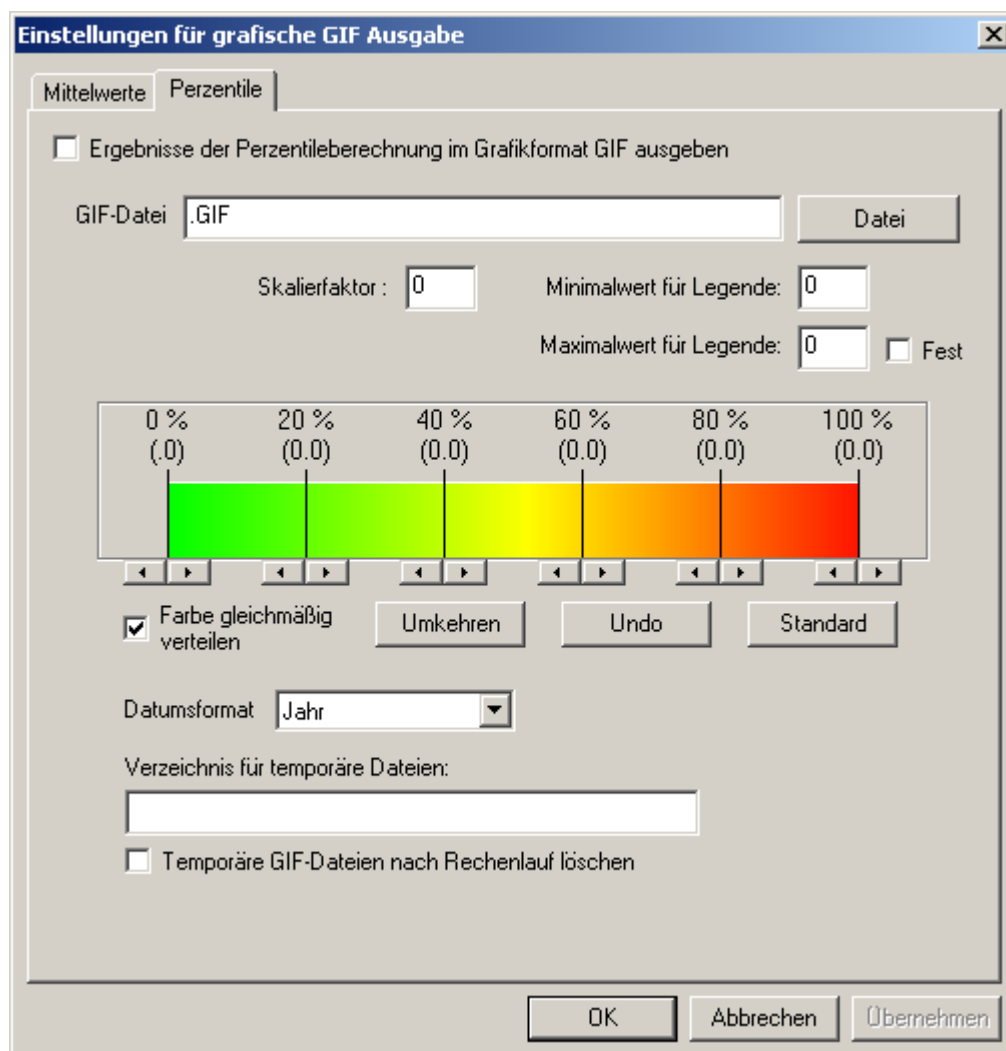 Einstellungen für grafische GIF Ausgabe
Mittelwerte Perzentile
Ergebnisse der Perzentileberechnung im Grafikformat GIF ausgeben
GIF-Datei .GIF Datei
Skalierfaktor : 0 Minimalwert für Legende: 0
Maximalwert für Legende: 0 Fest
0 % 20 % 40 % 60 % 80 % 100 %
(.0) (0.0) (0.0) (0.0) (0.0) (0.0)
Farbe gleichmäßig
verteilen Umkehren Undo Standard
Datumsformat Jahr
Verzeichnis für temporäre Dateien:
Temporäre GIF-Dateien nach Rechenlauf löschen
OK Abbrechen Übernehmen